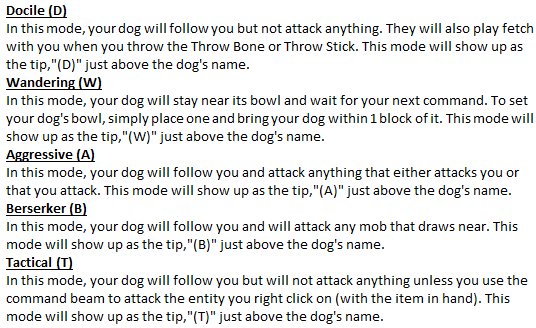 Docile (D)
In this mode, your dog will follow you but not attack anything. They will also play fetch
with you when you throw the Throw Bone or Throw Stick. This mode will show up as
the tip,"(D)" just above the dog's name.
Wandering (W)
In this mode, your dog will stay near its bowl and wait for your next command. To set
your dog's bowl, simply place one and bring your dog within 1 block of it. This mode will
show up as the tip,"(W)" just above the dog's name.
Aggressive (A)
In this mode, your dog will follow you and attack anything that either attacks you or
that you attack. This mode will show up as the tip,"(A)" just above the dog's name.
Berserker (B)
In this mode, your dog will follow you and will attack any mob that draws near. This
mode will show up as the tip,"(B)" just above the dog's name.
Tactical (T)
In this mode, your dog will follow you but will not attack anything unless you use the
command beam to attack the entity you right click on (with the item in hand). This
mode will show up as the tip,"(T)" just above the dog's name.